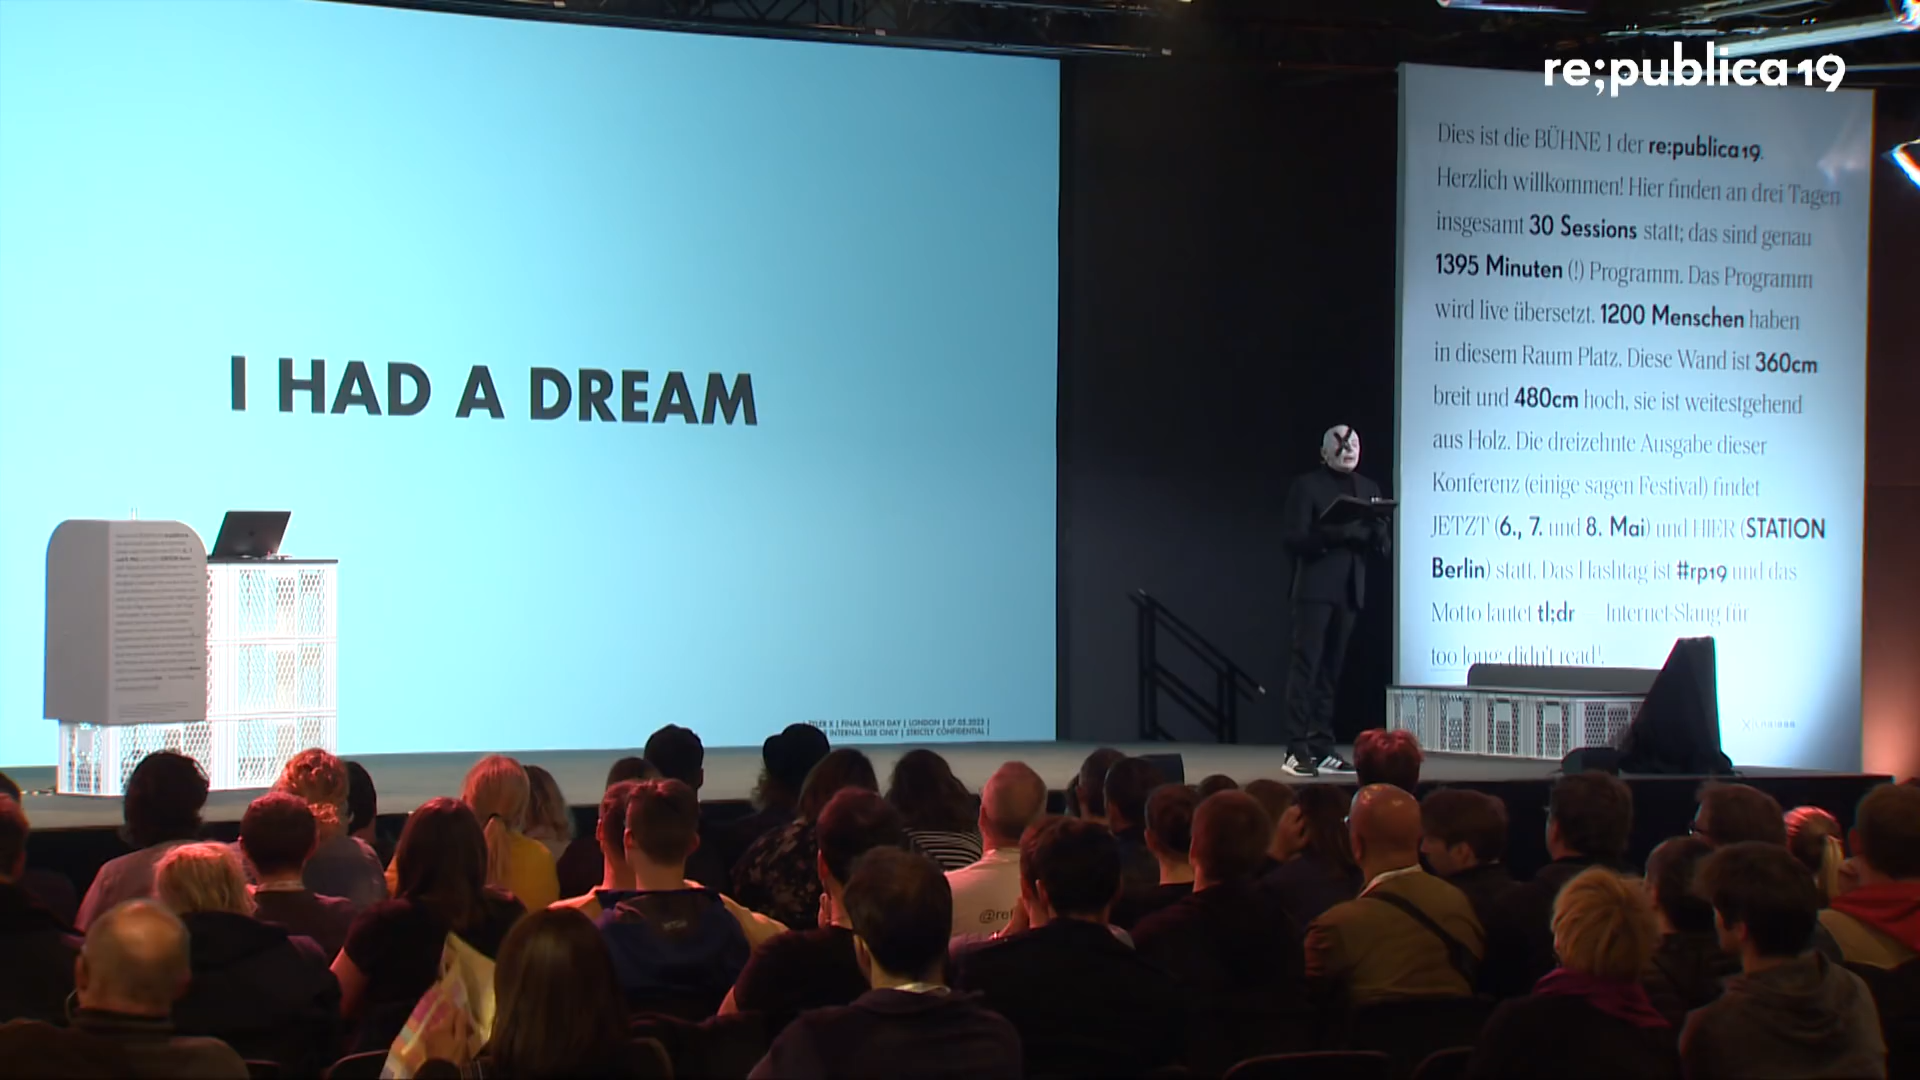 re;publica19
I HAD A DREAM
Dies ist die BÜHNE 1 der re:publica19.
Herzlich willkommen! Hier finden an drei Tagen
insgesamt 30 Sessions statt; das sind genau
1395 Minuten (!) Programm. Das Programm
wird live übersetzt. 1200 Menschen haben
in diesem Raum Platz. Diese Wand ist 360cm
breit und 480cm hoch, sie ist weitestgehend
aus Holz. Die dreizehnte Ausgabe dieser
Konferenz (einige sagen Festival) findet
JETZT (6., 7. und 8. Mai) und HIER (STATION
Berlin) statt. Das Hashtag ist #rp19 und das
Motto lautet tl;dr Internet-Slang für
too long; didn't read'.
X | FINAL BATCH DAY | LONDON | 07.05.2022 |
INTERNAL USE ONLY | STRICTLY CONFIDENTIAL |